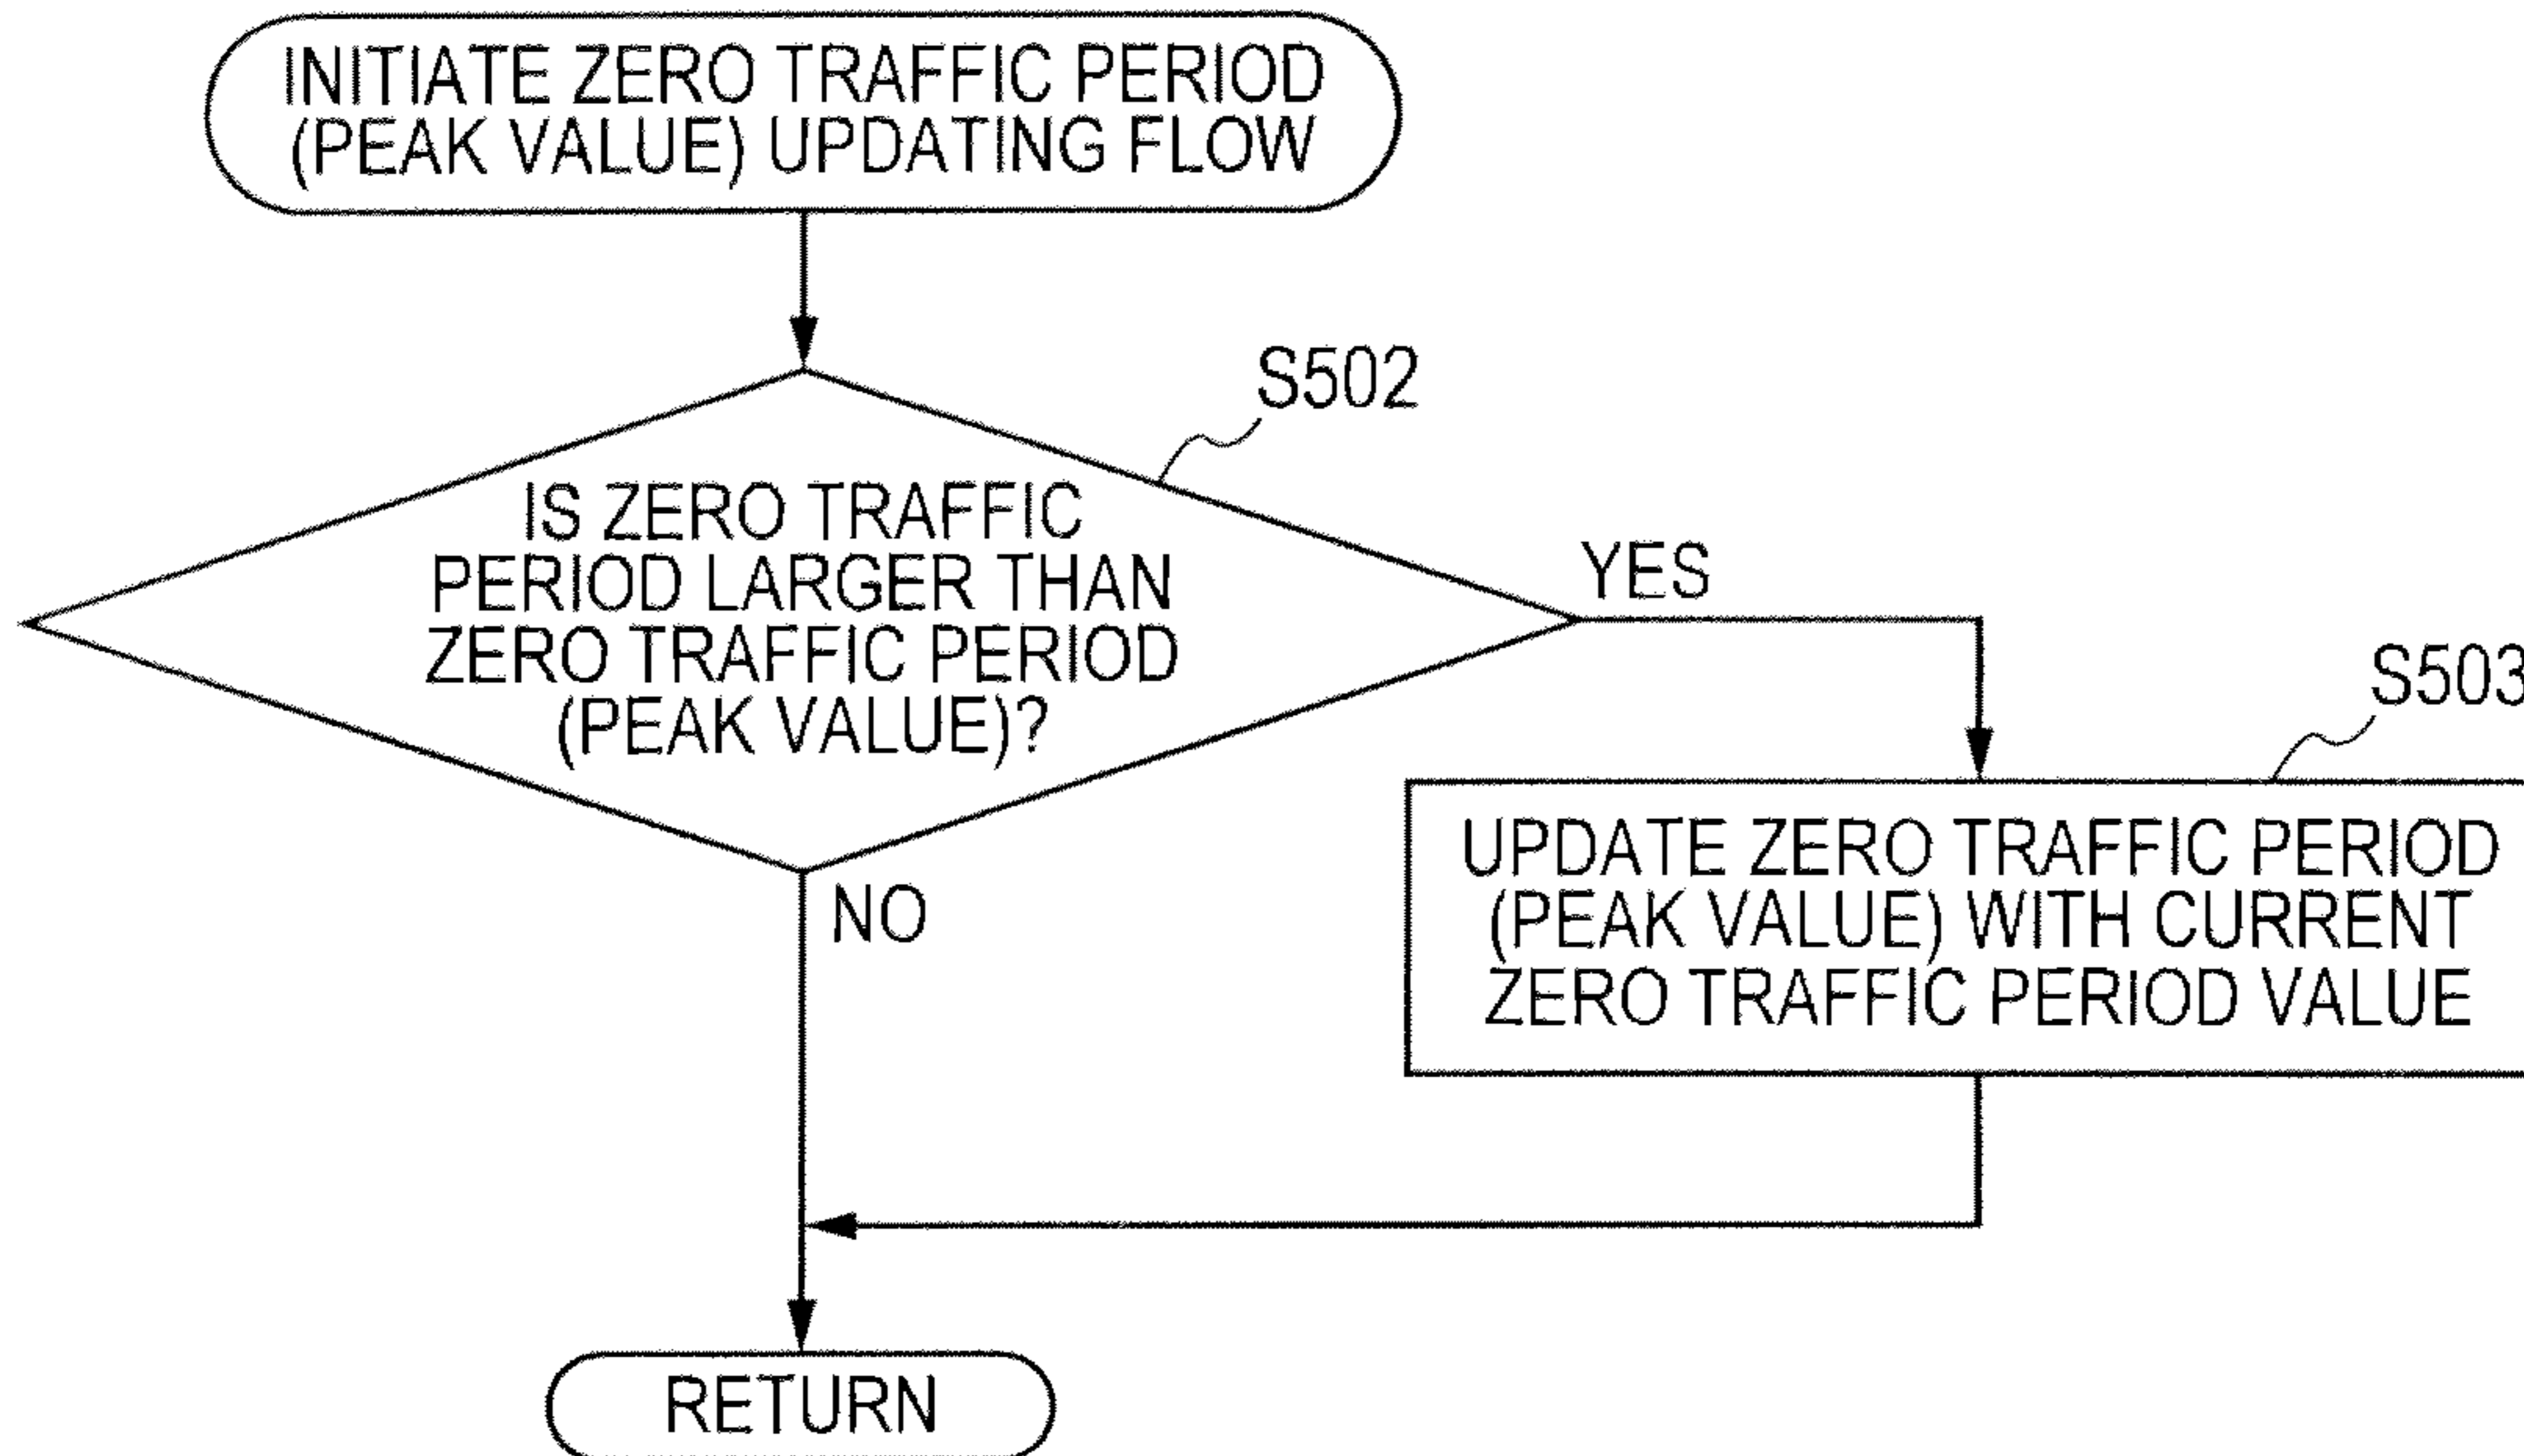 INITIATE ZERO TRAFFIC PERIOD
(PEAK VALUE) UPDATING FLOW
S502
IS ZERO TRAFFIC
PERIOD LARGER THAN
ZERO TRAFFIC PERIOD
(PEAK VALUE)?
YES
S503
UPDATE ZERO TRAFFIC PERIOD
(PEAK VALUE) WITH CURRENT
ZERO TRAFFIC PERIOD VALUE
NO
RETURN